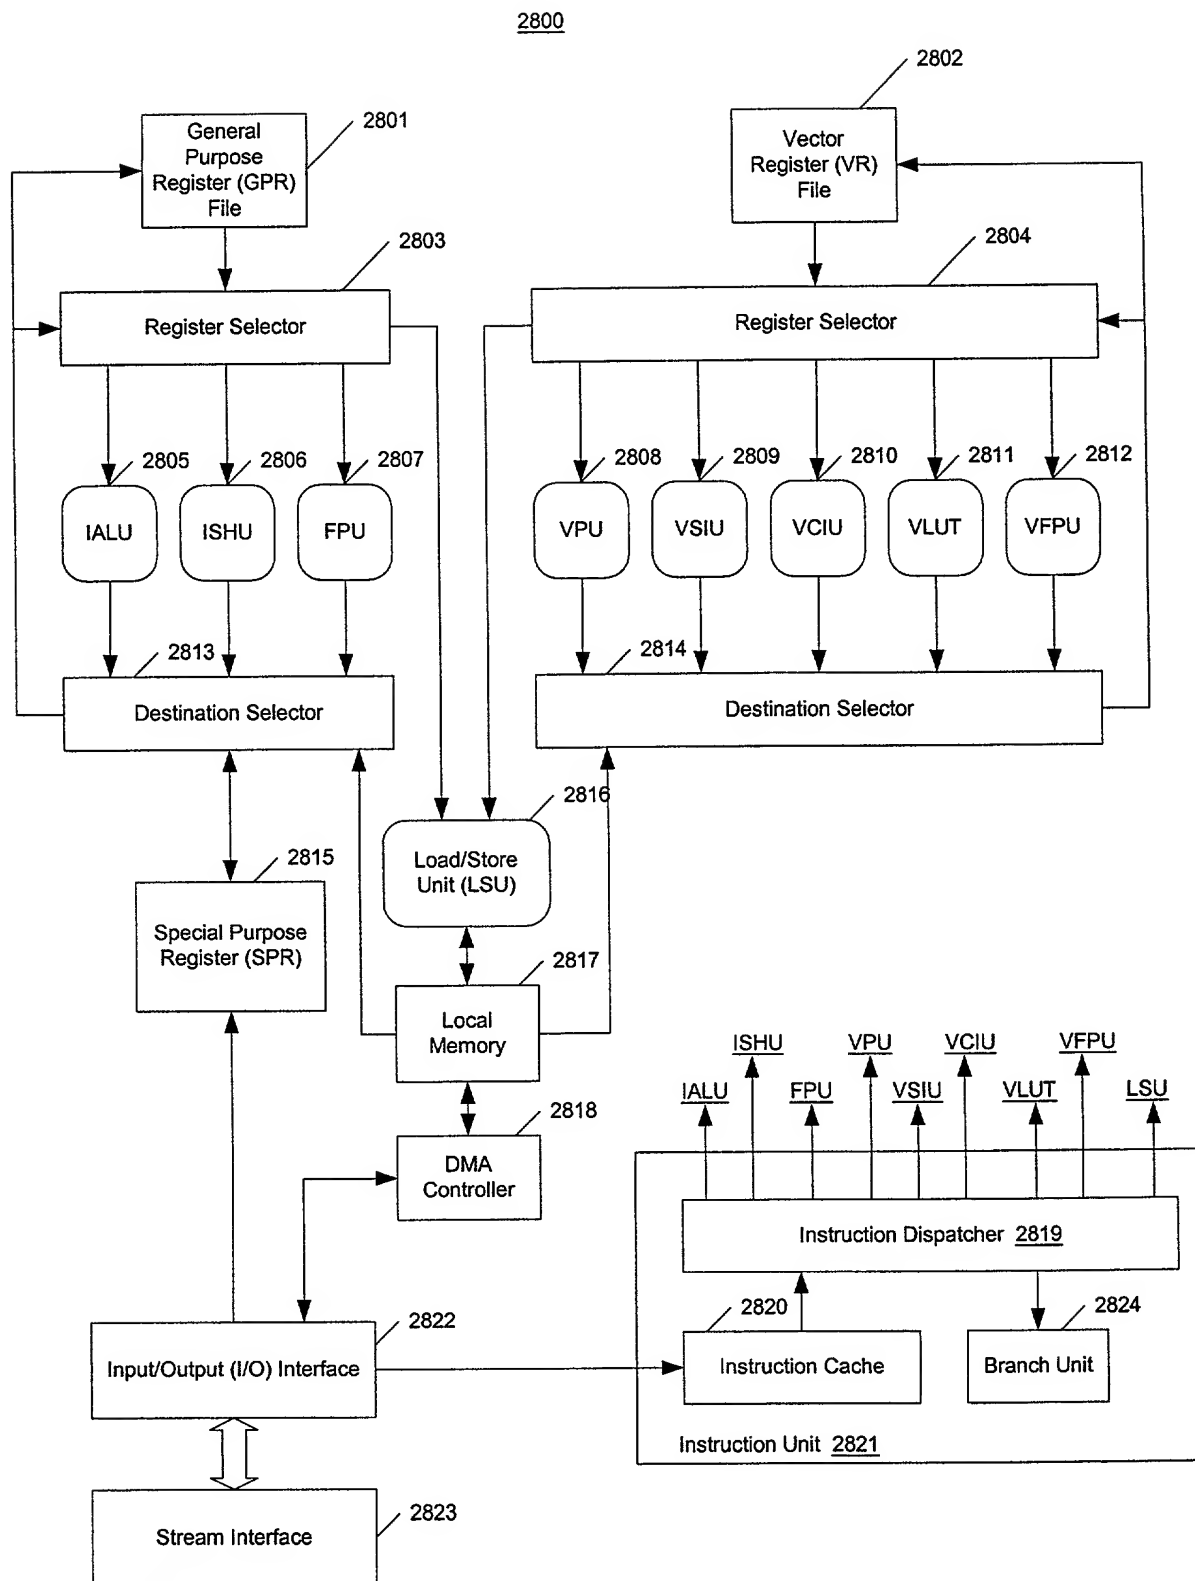 2800
2802
2801
General
Purpose
Register (GPR)
File
Vector
Register (VR)
File
2803
2804
Register Selector
Register Selector
2805
2806
2807
2808
2809
2810
2811
2812
IALU
ISHU
FPU
VPU
VSIU
VCIU
VLUT
VFPU
2813
2814
Destination Selector
Destination Selector
2816
Load/Store
Unit (LSU)
2815
Special Purpose
Register (SPR)
2817
Local
Memory
ISHU
VPU
VCIU
VFPU
IALU
FPU
VSIU
VLUT
LSU
2818
DMA
Controller
Instruction Dispatcher 2819
2820
2824
2822
Input/Output (I/O) Interface
Instruction Cache
Branch Unit
Instruction Unit 2821
2823
Stream Interface